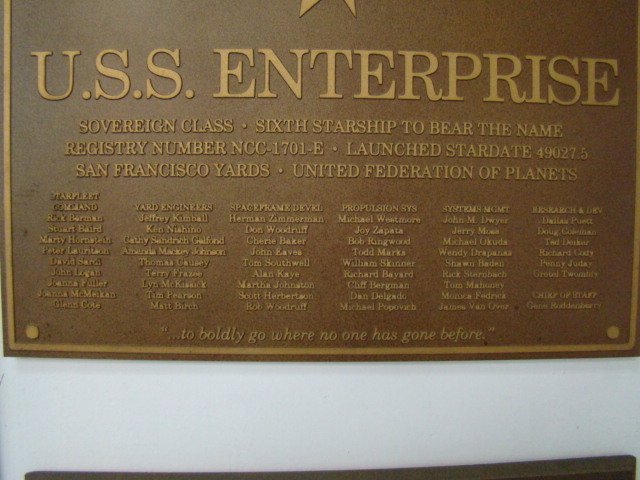 U.S.S. ENTERPRISE
SOVEREIGN CLASS · SIXTH STARSHIP TO BEAR THE NAME
REGISTRY NUMBER NCC-1701-E · LAUNCHED STARDATE 49027.5
SAN FRANCISCO YARDS · UNITED FEDERATION OF PLANETS
STARFLEET
COMMAND
Rick Berman
Stuart Baird
Marty Hornstein
Peter Lauritson
David Sardi
John Logan
Joanna Fuller
Joanna McMeikan
Glenn Cote
YARD ENGINEERS
Jeffrey Kimball
Ken Nishino
Cathy Sandrich Gelfond
Amanda Mackey Johnson
Thomas Causey
Terry Frazee
Lyn McKissick
Tim Pearson
Matt Birch
SPACEFRAME DEVEL
Herman Zimmerman
Don Woodruff
Cherie Baker
John Eaves
Tom Southwell
Alan Kaye
Martha Johnston
Scott Herbertson
Rob Woodruff
PROPULSION SYS
Michael Westmore
Joy Zapata
Bob Ringwood
Todd Marks
William Skinner
Richard Bayard
Cliff Bergman
Dan Delgado
Michael Popovich
SYSTEMS MGMT
John M. Dwyer
Jerry Moss
Michael Okuda
Wendy Drapanas
Shawn Baden
Rick Sternbach
Tom Mahoney
Monica Fedrick
James Van Over
RESEARCH & DEV
Dallas Puett
Doug Coleman
Ted Deiker
Richard Cody
Penny Juday
Gretel Twombly
CHIEF OF STAFF
Gene Roddenberry
"...to boldly go where no one has gone before."